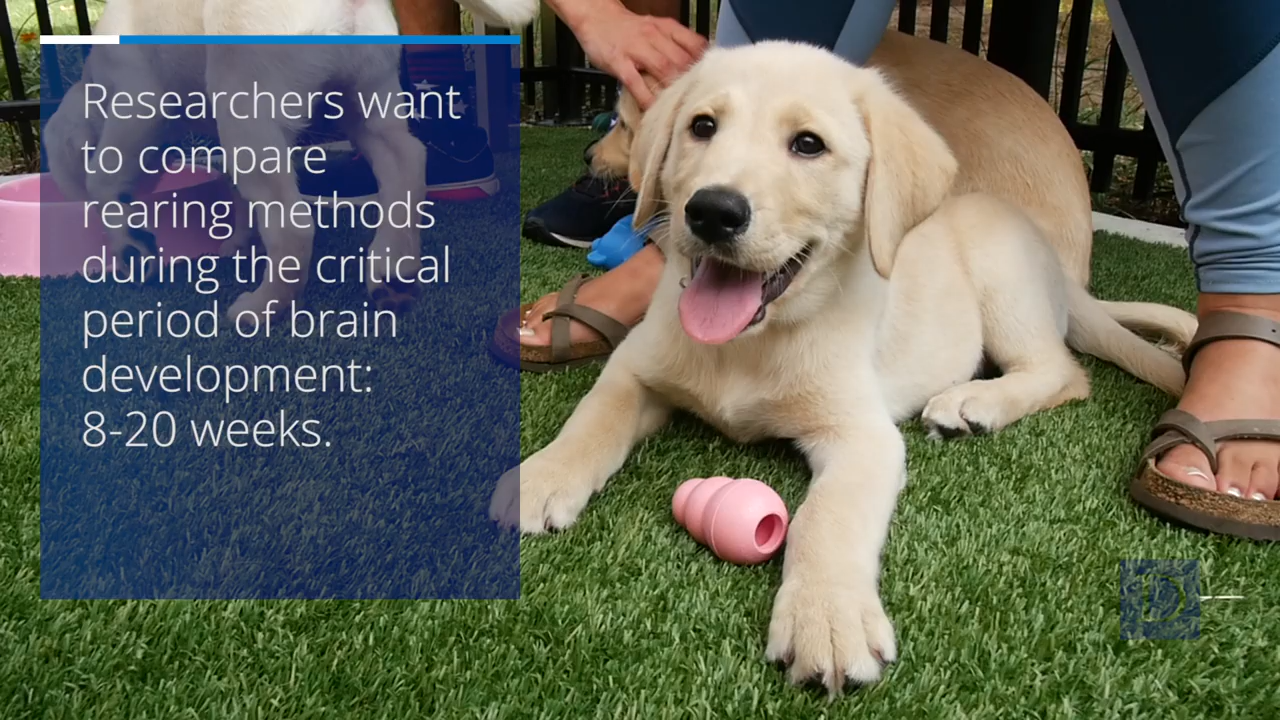 Researchers want
to compare
rearing methods
during the critical
period of brain
development:
8-20 weeks.
D